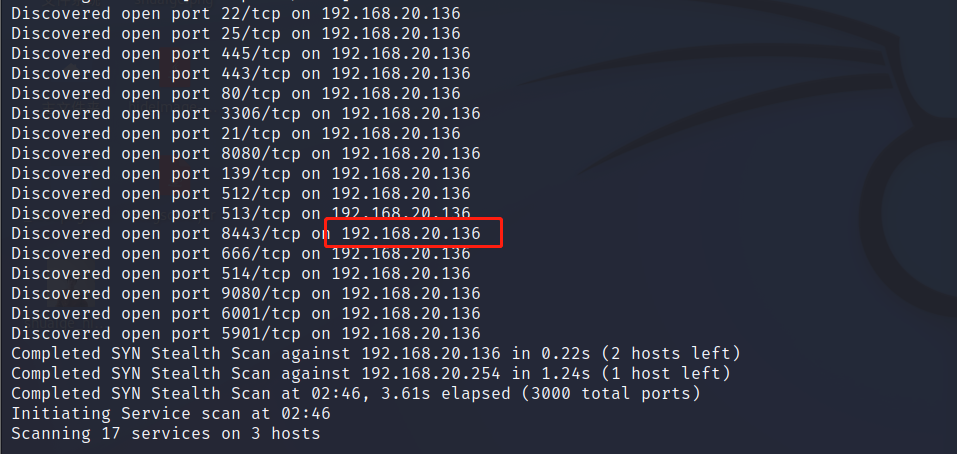 Discovered open port 22/tcp on 192.168.20.136
Discovered open port 25/tcp on 192.168.20.136
Discovered open port 445/tcp on 192.168.20.136
Discovered open port 443/tcp on 192.168.20.136
Discovered open port 80/tcp on 192.168.20.136
Discovered open port 3306/tcp on 192.168.20.136
Discovered open port 21/tcp on 192.168.20.136
Discovered open port 8080/tcp on 192.168.20.136
Discovered open port 139/tcp on 192.168.20.136
Discovered open port 512/tcp on 192.168.20.136
Discovered open port 513/tcp on 192.168.20.136
Discovered open port 8443/tcp on 192.168.20.136
Discovered open port 666/tcp on 192.168.20.136
Discovered open port 514/tcp on 192.168.20.136
Discovered open port 9080/tcp on 192.168.20.136
Discovered open port 6001/tcp on 192.168.20.136
Discovered open port 5901/tcp on 192.168.20.136
Completed SYN Stealth Scan against 192.168.20.136 in 0.22s (2 hosts left)
Completed SYN Stealth Scan against 192.168.20.254 in 1.24s (1 host left)
Completed SYN Stealth Scan at 02:46, 3.61s elapsed (3000 total ports)
Initiating Service scan at 02:46
Scanning 17 services on 3 hosts